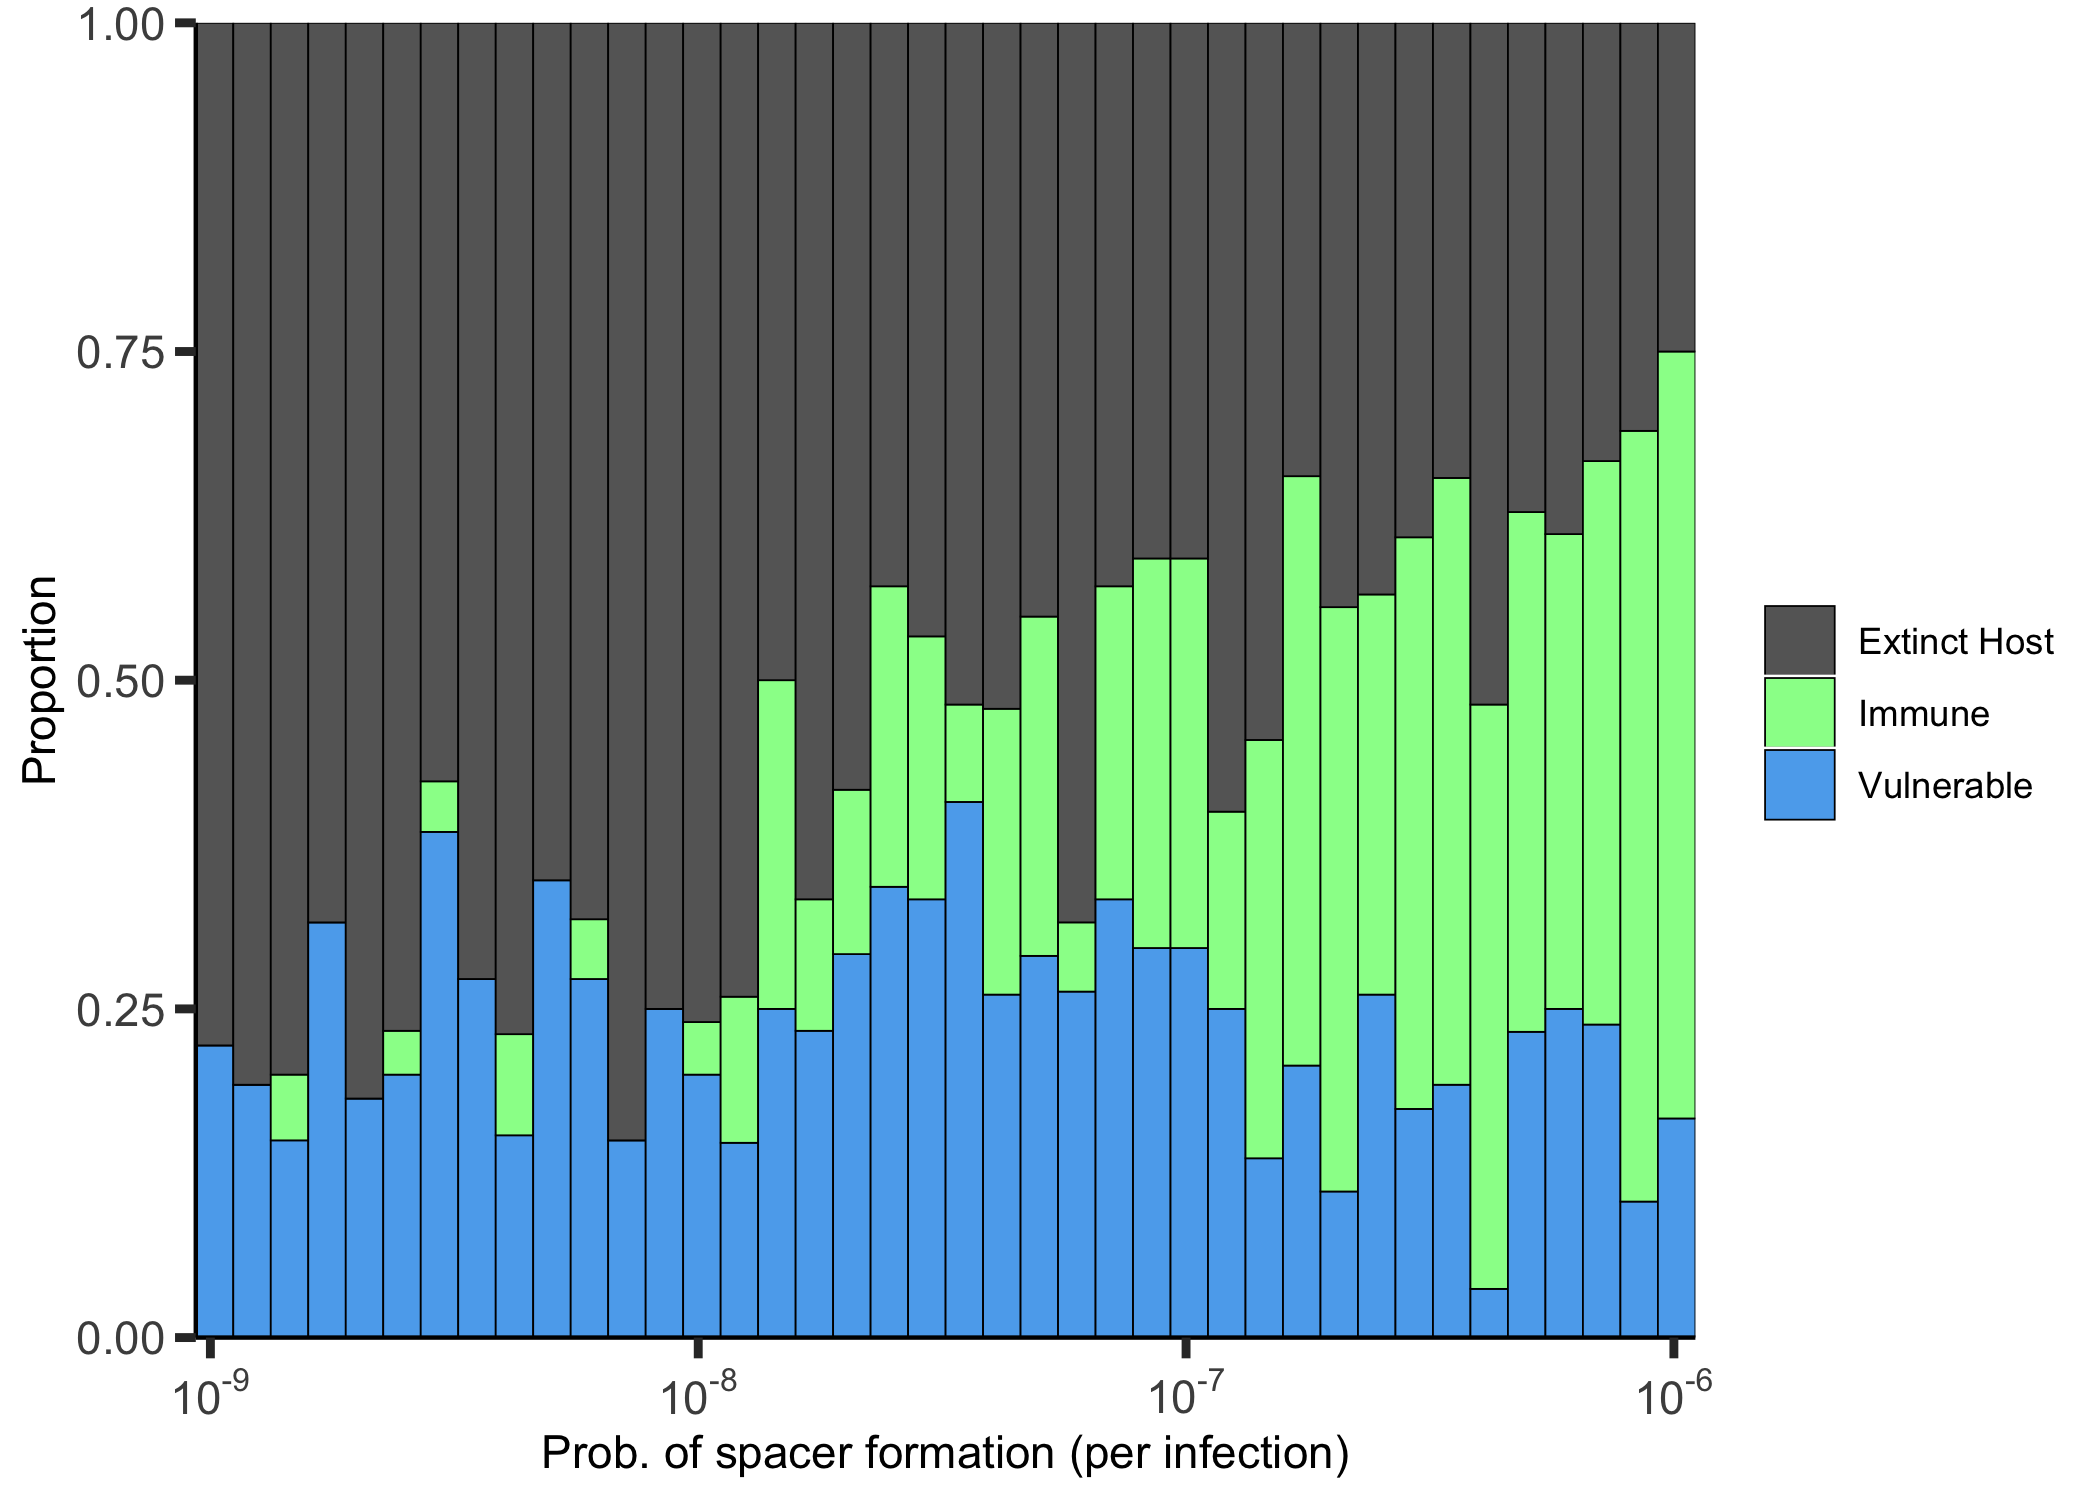 1.00
0.75
0.50
0.25
0.00
Proportion
10⁻⁹ 10⁻⁸ 10⁻⁷ 10⁻⁶
Prob. of spacer formation (per infection)
Extinct Host
Immune
Vulnerable